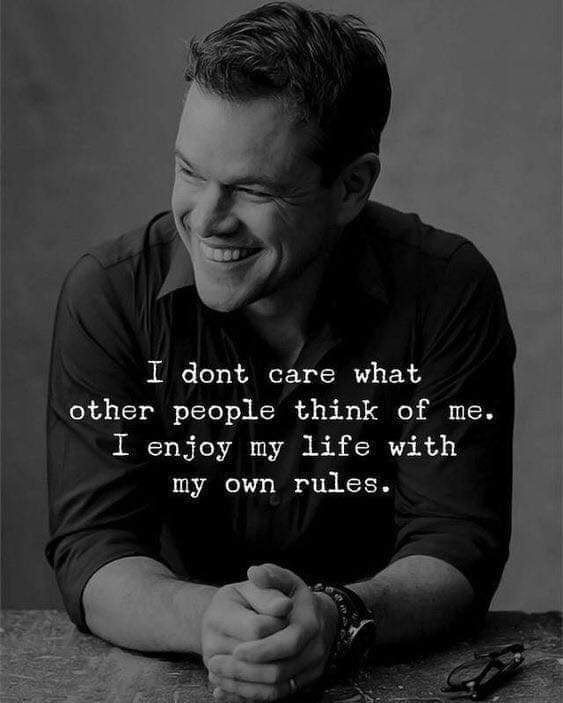 I dont care what
other people think of me.
I enjoy my life with
my own rules.